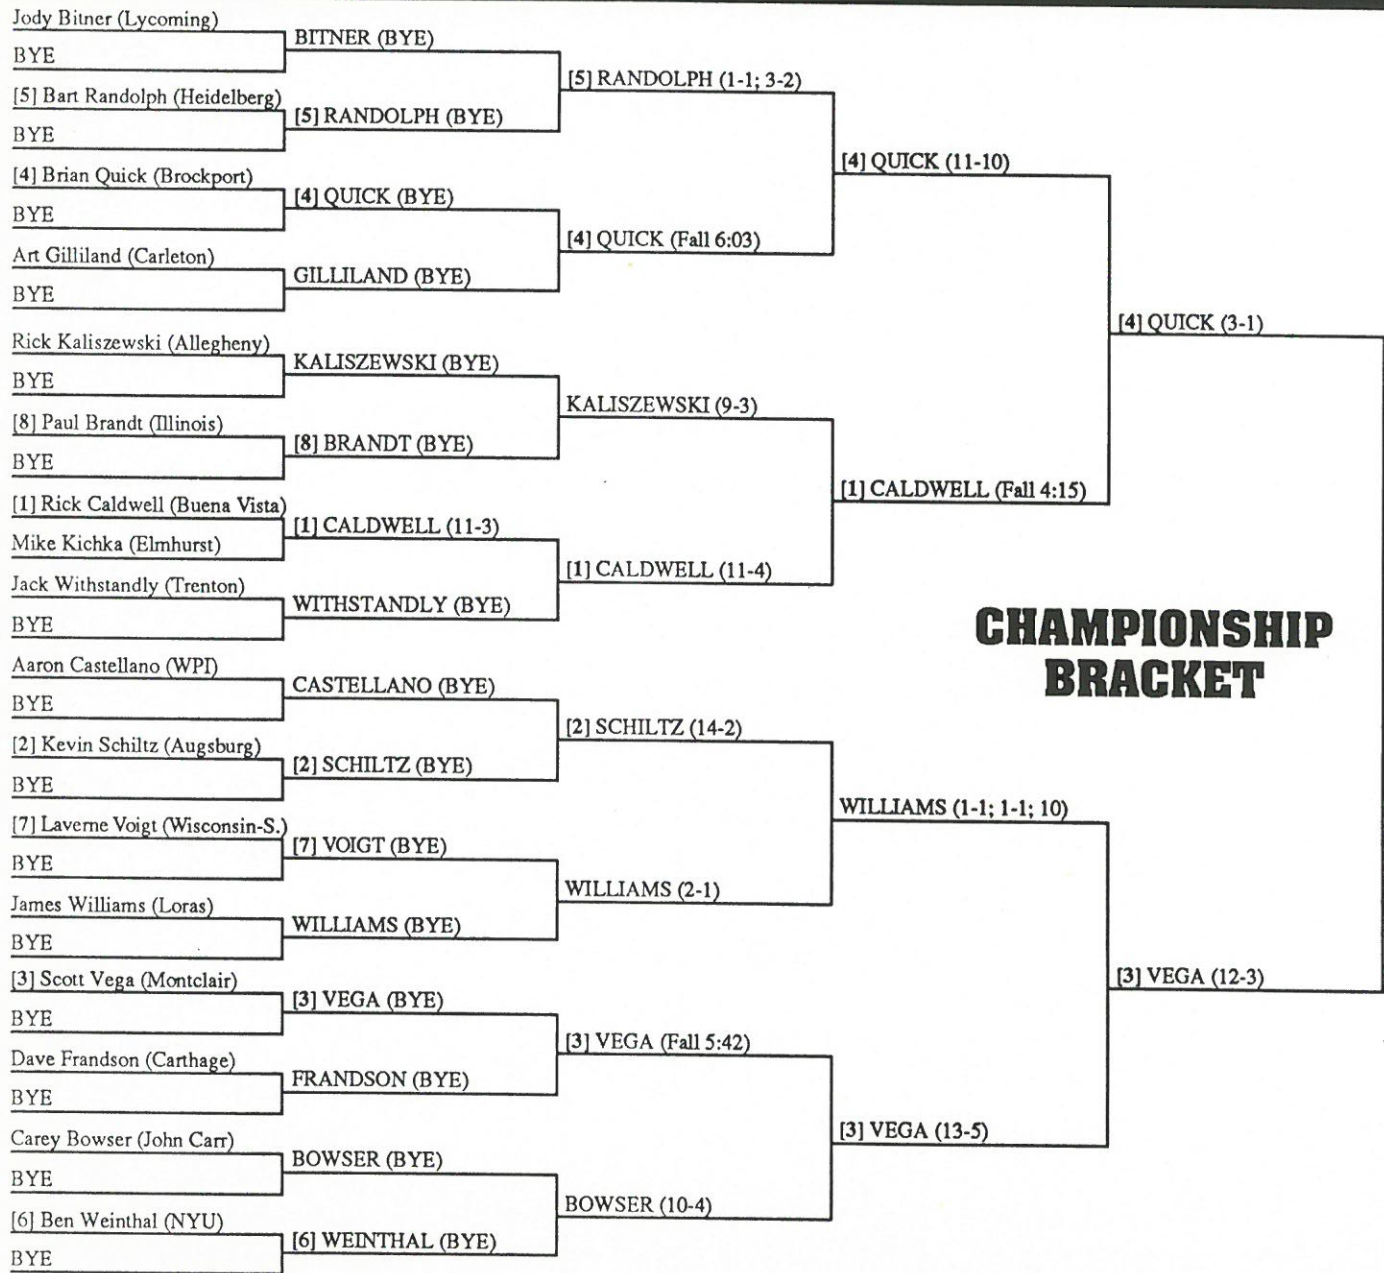 Jody Bitner (Lycoming)
BYE
[5] Bart Randolph (Heidelberg)
BYE
[4] Brian Quick (Brockport)
BYE
Art Gilliland (Carleton)
BYE
Rick Kaliszewski (Allegheny)
BYE
[8] Paul Brandt (Illinois)
BYE
[1] Rick Caldwell (Buena Vista)
Mike Kichka (Elmhurst)
Jack Withstandly (Trenton)
BYE
Aaron Castellano (WPI)
BYE
[2] Kevin Schiltz (Augsburg)
BYE
[7] Laverne Voigt (Wisconsin-S.)
BYE
James Williams (Loras)
BYE
[3] Scott Vega (Montclair)
BYE
Dave Frandson (Carthage)
BYE
Carey Bowser (John Carr)
BYE
[6] Ben Weinthal (NYU)
BYE
BITNER (BYE)
[5] RANDOLPH (BYE)
[4] QUICK (BYE)
GILLILAND (BYE)
KALISZEWSKI (BYE)
[8] BRANDT (BYE)
[1] CALDWELL (11-3)
WITHSTANDLY (BYE)
CASTELLANO (BYE)
[2] SCHILTZ (BYE)
[7] VOIGT (BYE)
WILLIAMS (BYE)
[3] VEGA (BYE)
FRANDSON (BYE)
BOWSER (BYE)
[6] WEINTHAL (BYE)
[5] RANDOLPH (1-1; 3-2)
[4] QUICK (Fall 6:03)
KALISZEWSKI (9-3)
[1] CALDWELL (11-4)
[2] SCHILTZ (14-2)
WILLIAMS (2-1)
[3] VEGA (Fall 5:42)
BOWSER (10-4)
[4] QUICK (11-10)
[1] CALDWELL (Fall 4:15)
WILLIAMS (1-1; 1-1; 10)
[3] VEGA (13-5)
[4] QUICK (3-1)
[3] VEGA (12-3)
CHAMPIONSHIP
BRACKET